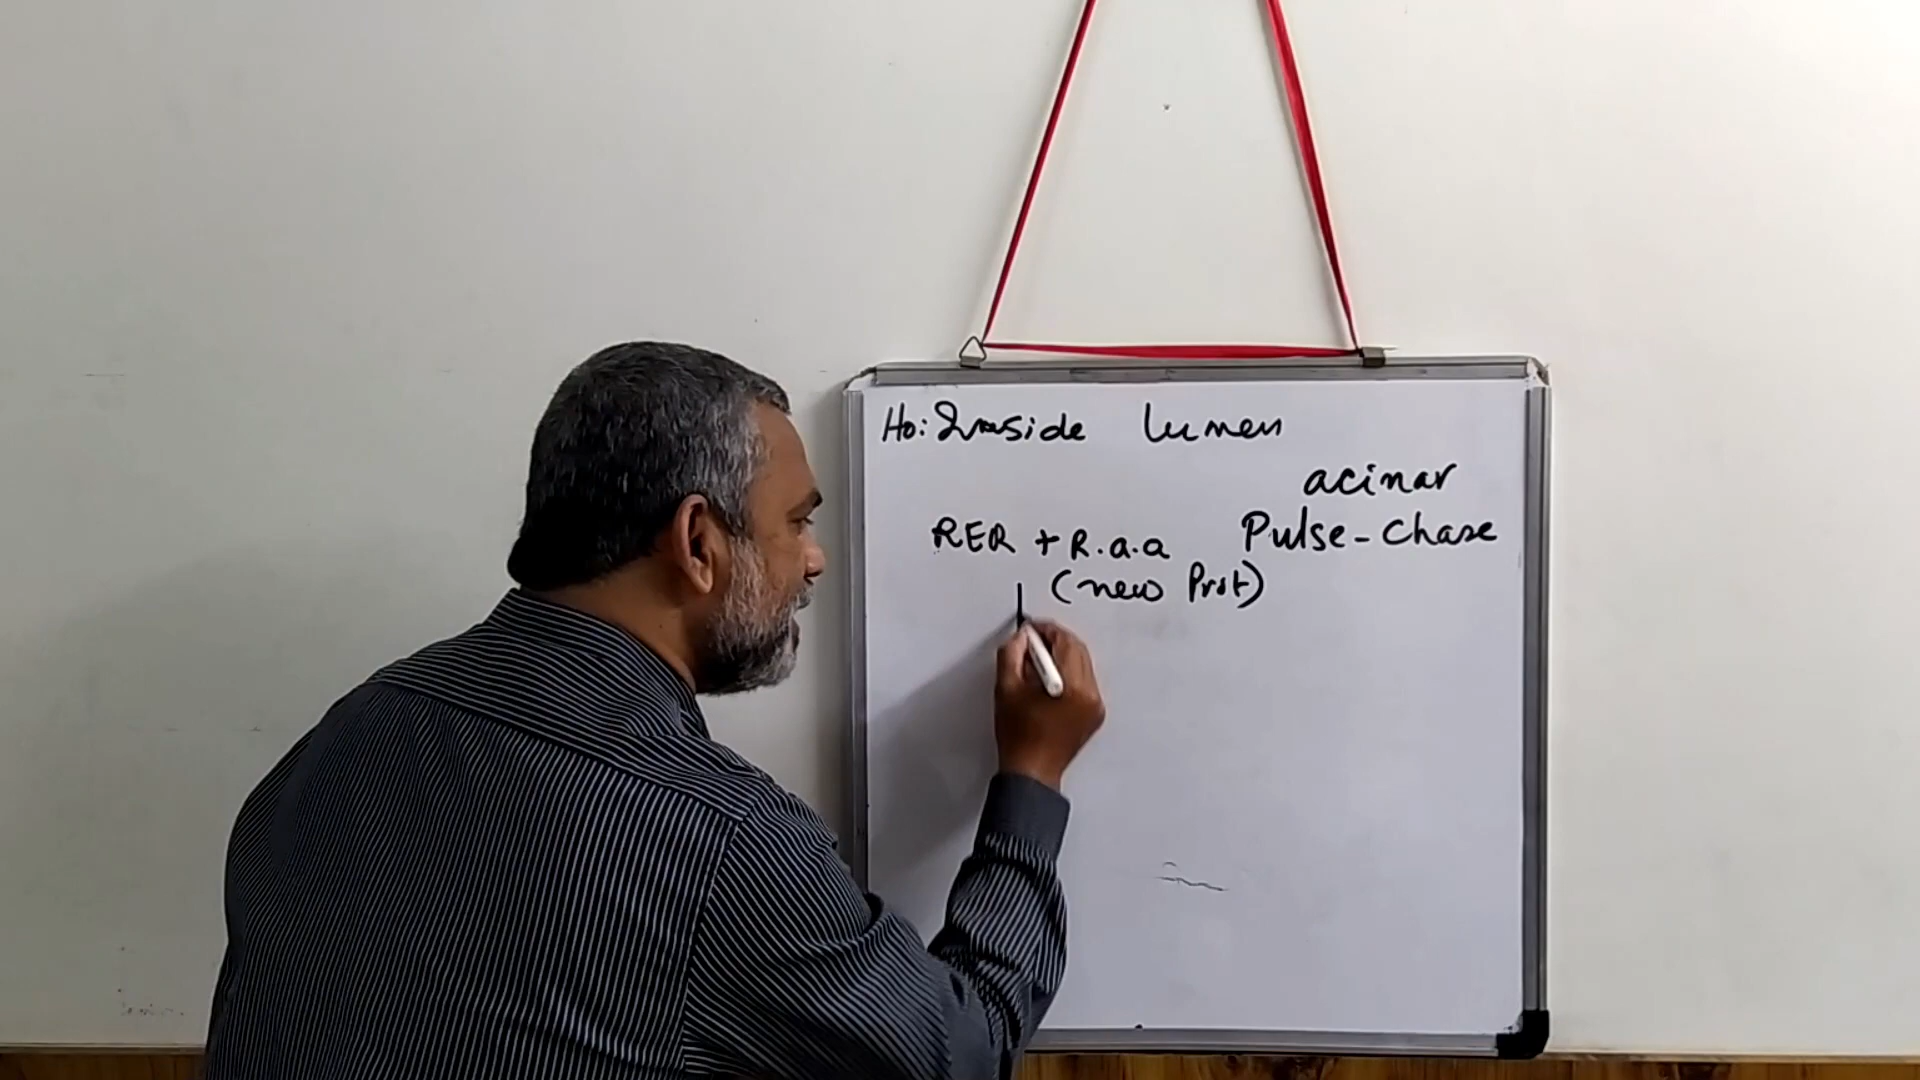 Ho: Inside lumen
acinar
RER + R.a.a Pulse-Chase
(new Prot)